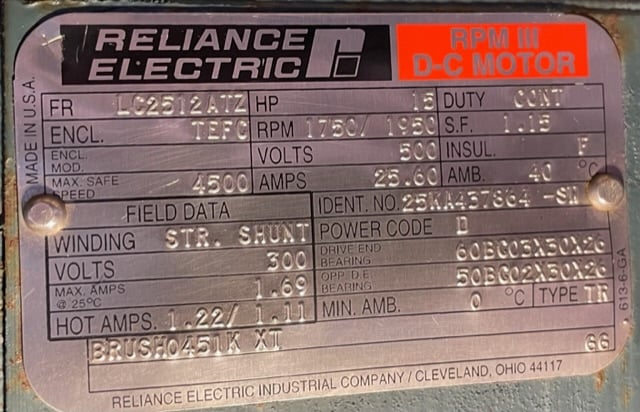 RELIANCE ELECTRIC
RPM III
D-C MOTOR
MADE IN U.S.A.
FR LC2512ATZ HP 15 DUTY CONT
ENCL. TEFC RPM 1750/ 1950 S.F. 1.15
ENCL. MOD. VOLTS 500 INSUL. F
MAX. SAFE SPEED 4500 AMPS 25.60 AMB. 40 °C
FIELD DATA IDENT. NO. 25KA437864 -SM
WINDING STR. SHUNT POWER CODE D
VOLTS 300 DRIVE END BEARING 60BC03X30X26
MAX. AMPS @ 25°C 1.69 OPP. D.E. BEARING 50BC02X30X26
HOT AMPS. 1.22/ 1.11 MIN. AMB. 0 °C TYPE TR
BRUSH0451K XT GG
613-6-GA
RELIANCE ELECTRIC INDUSTRIAL COMPANY / CLEVELAND, OHIO 44117